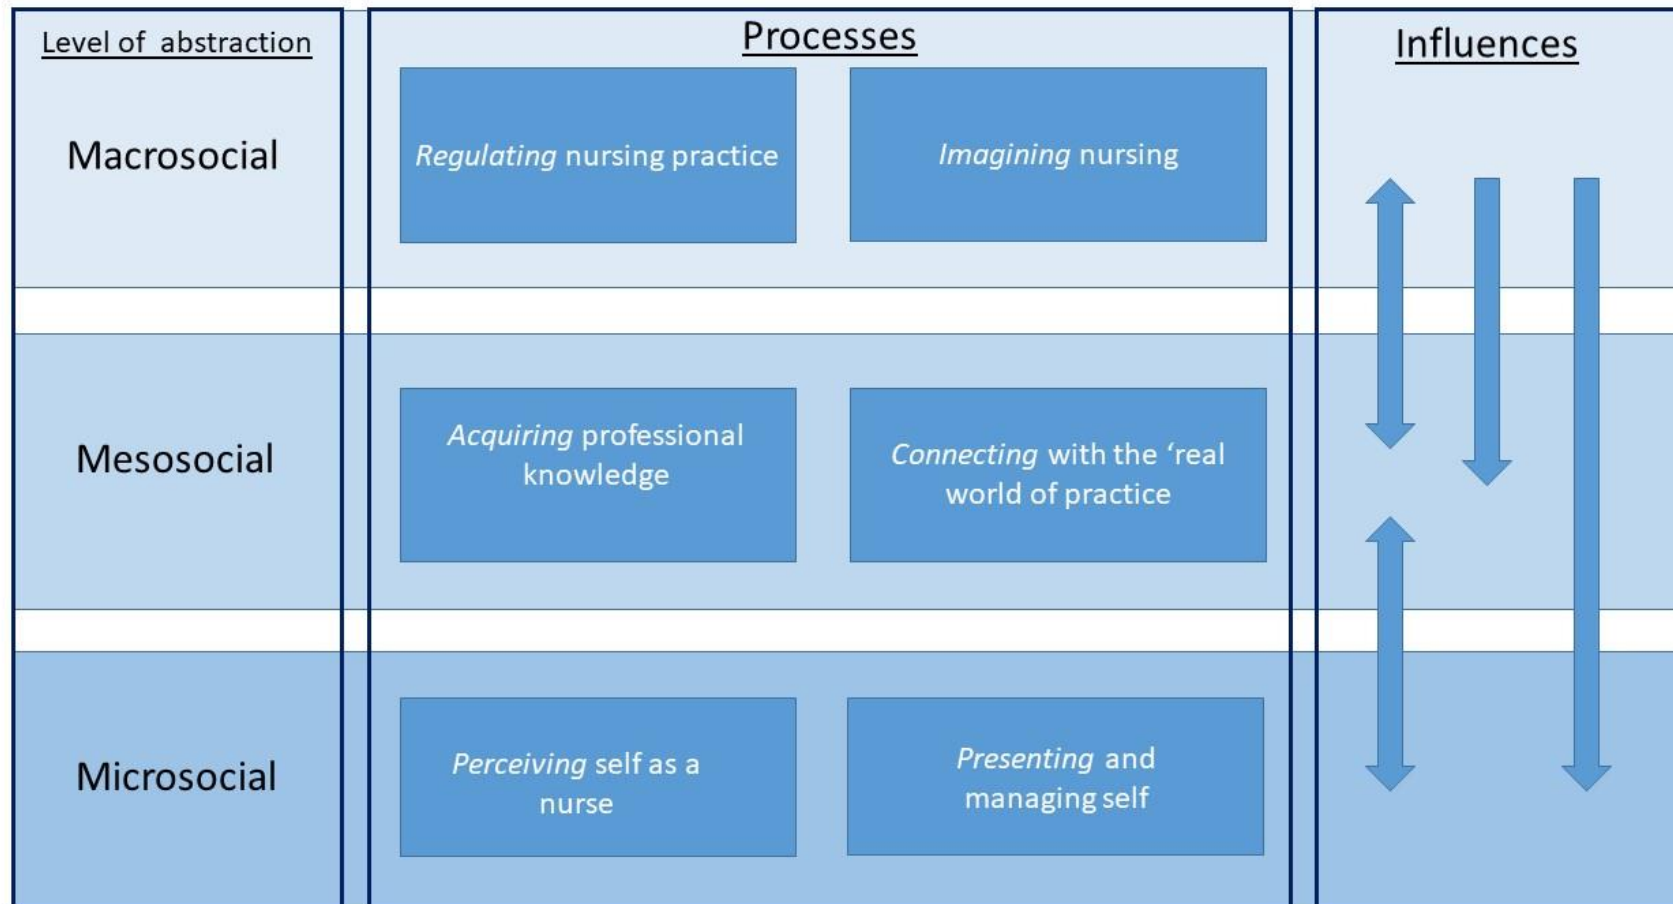 Level of abstraction
Processes
Influences
Macrosocial
Regulating nursing practice
Imagining nursing
Mesosocial
Acquiring professional
knowledge
Connecting with the ‘real
world of practice
Microsocial
Perceiving self as a
nurse
Presenting and
managing self